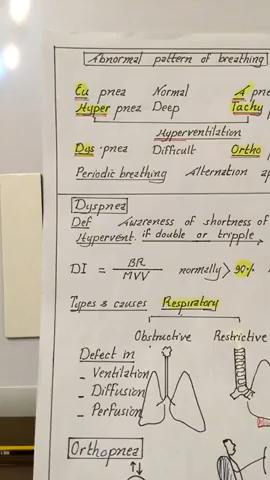 Abnormal pattern of breathing
Eu pnea Normal A pne
Hyper pnea Deep Tachy
Hyperventilation
Dys.pnea Difficult Ortho
Periodic breathing Alternation ap
Dyspnea
Def Awareness of shortness of
Hypervent. if double or tripple
DI = BR / MVV normally > 90%
Types & causes Respiratory
Obstructive Restrictive
Defect in
- Ventilation
- Diffusion
- Perfusion
Orthopnea